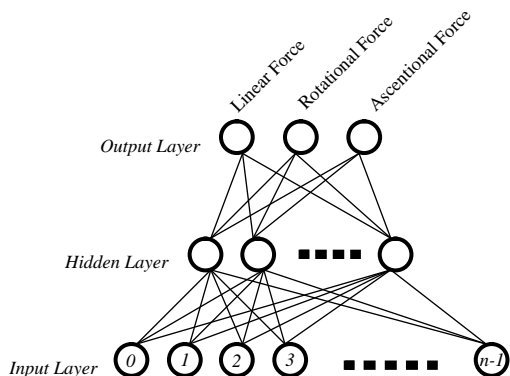 Linear Force
Rotational Force
Ascentional Force
Output Layer
Hidden Layer
Input Layer
0 1 2 3 n-1